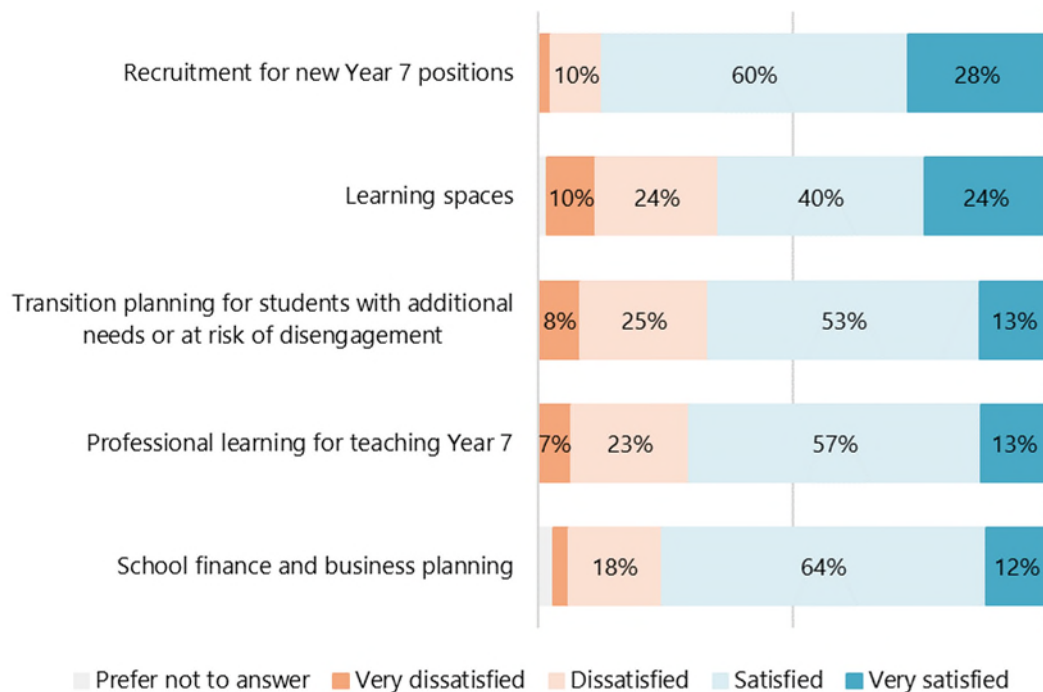 Recruitment for new Year 7 positions
10% 60% 28%
Learning spaces
10% 24% 40% 24%
Transition planning for students with additional
needs or at risk of disengagement
8% 25% 53% 13%
Professional learning for teaching Year 7
7% 23% 57% 13%
School finance and business planning
18% 64% 12%
Prefer not to answer Very dissatisfied Dissatisfied Satisfied Very satisfied